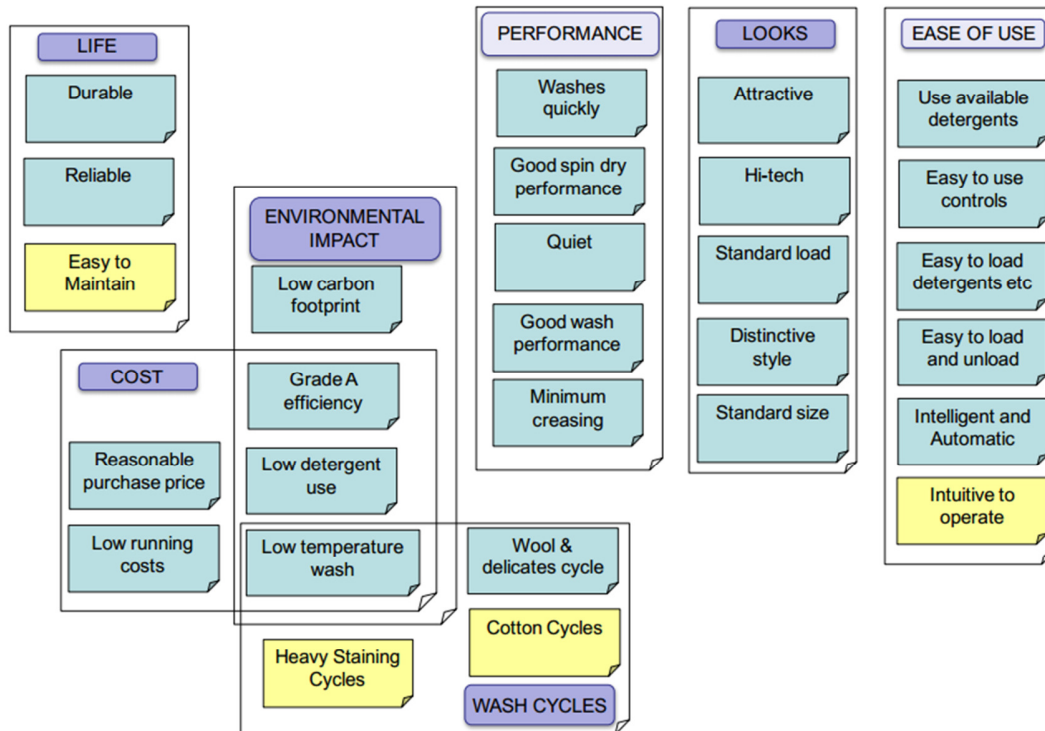 LIFE
Durable
Reliable
Easy to
Maintain
ENVIRONMENTAL
IMPACT
Low carbon
footprint
COST
Grade A
efficiency
Reasonable
purchase price
Low detergent
use
Low running
costs
Low temperature
wash
Wool &
delicates cycle
Cotton Cycles
Heavy Staining
Cycles
WASH CYCLES
PERFORMANCE
Washes
quickly
Good spin dry
performance
Quiet
Good wash
performance
Minimum
creasing
LOOKS
Attractive
Hi-tech
Standard load
Distinctive
style
Standard size
EASE OF USE
Use available
detergents
Easy to use
controls
Easy to load
detergents etc
Easy to load
and unload
Intelligent and
Automatic
Intuitive to
operate